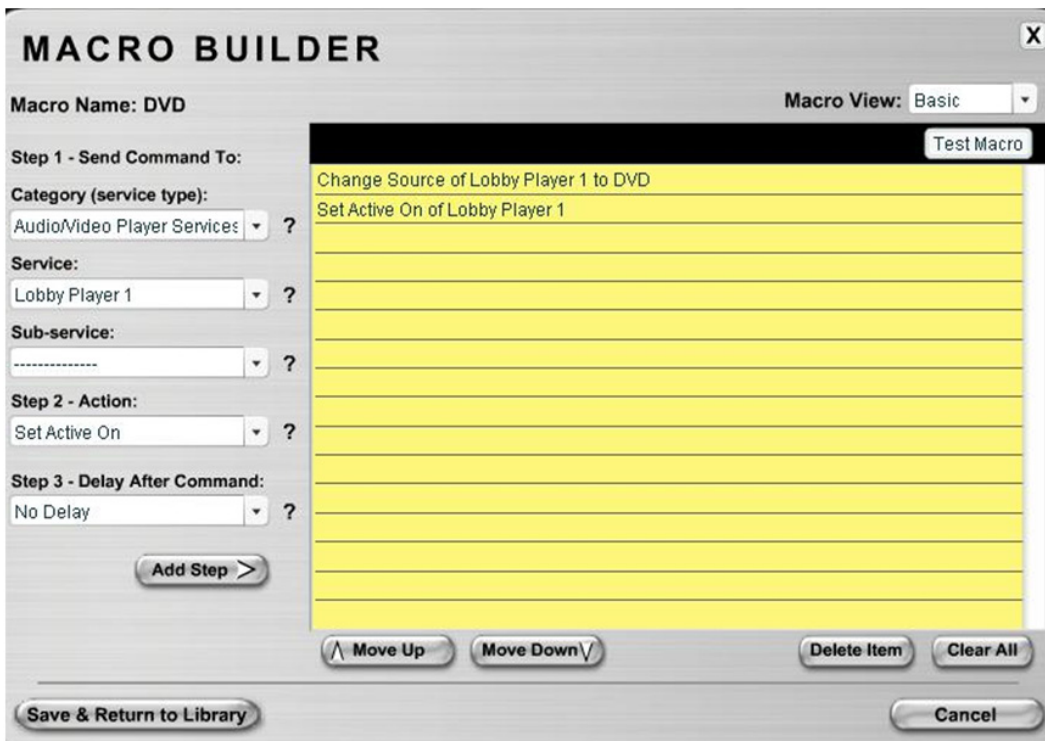 MACRO BUILDER
X
Macro Name: DVD
Macro View: Basic
Test Macro
Step 1 - Send Command To:
Category (service type):
Audio/Video Player Services ?
Service:
Lobby Player 1 ?
Sub-service:
-------------- ?
Step 2 - Action:
Set Active On ?
Step 3 - Delay After Command:
No Delay ?
Add Step >
Change Source of Lobby Player 1 to DVD
Set Active On of Lobby Player 1
Move Up
Move Down
Delete Item
Clear All
Save & Return to Library
Cancel